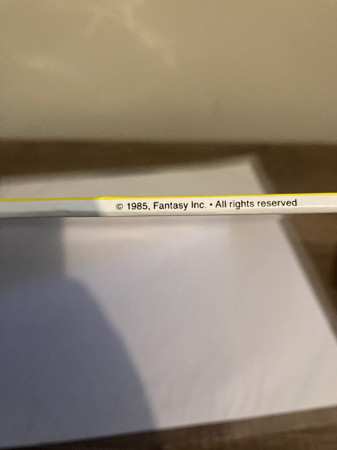 © 1985, Fantasy Inc. • All rights reserved